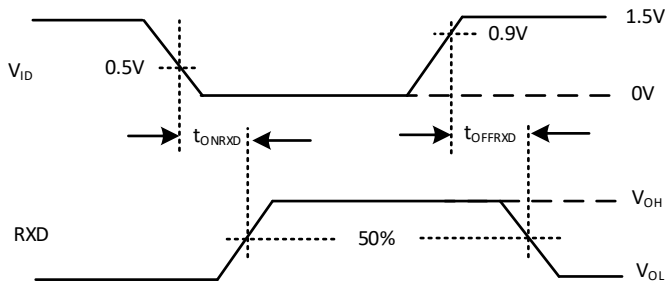 1.5V
0.9V
0.5V
V_ID
0V
t_ONRXD
t_OFFRXD
V_OH
RXD
50%
V_OL